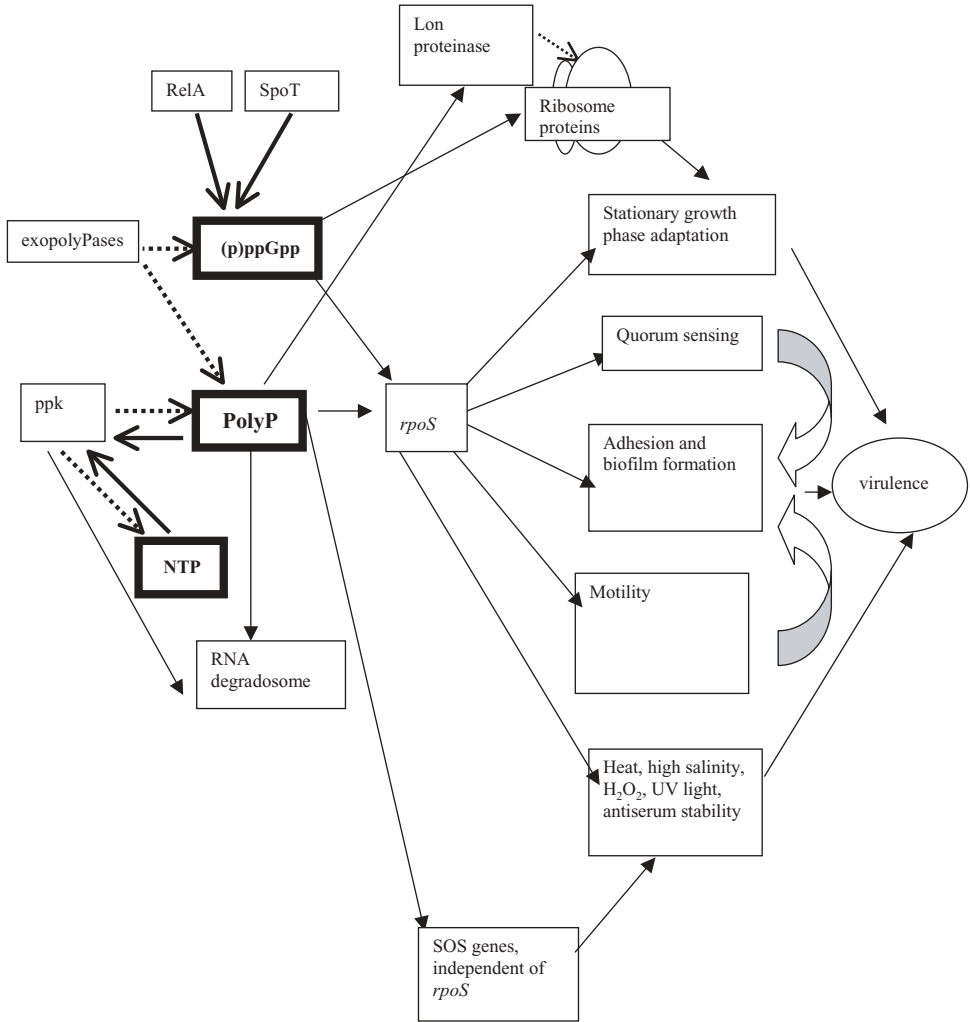 Lon
proteinase
RelA
SpoT
Ribosome
proteins
exopolyPases
(p)ppGpp
Stationary growth
phase adaptation
Quorum sensing
ppk
PolyP
rpoS
Adhesion and
biofilm formation
virulence
NTP
Motility
RNA
degradosome
Heat, high salinity,
H₂O₂, UV light,
antiserum stability
SOS genes,
independent of
rpoS